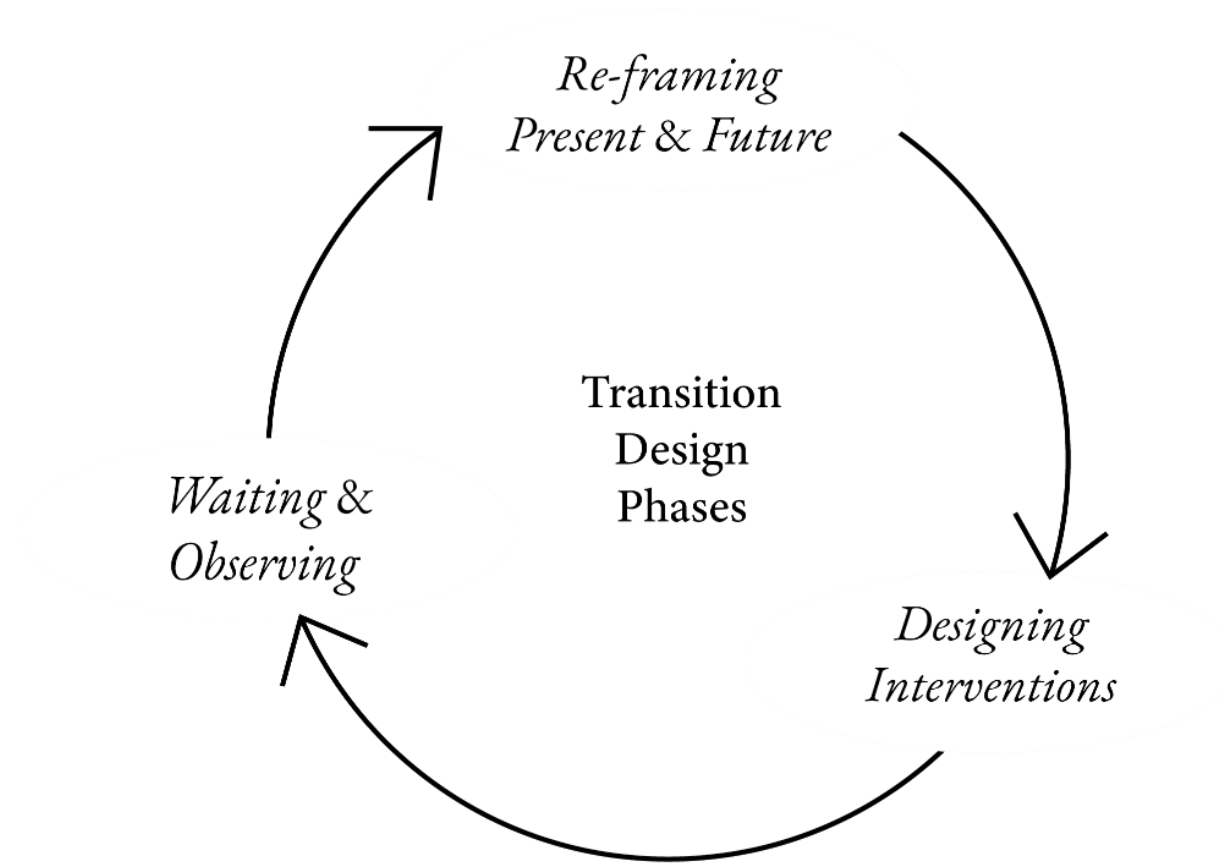 Re-framing
Present & Future
Transition
Design
Phases
Waiting &
Observing
Designing
Interventions